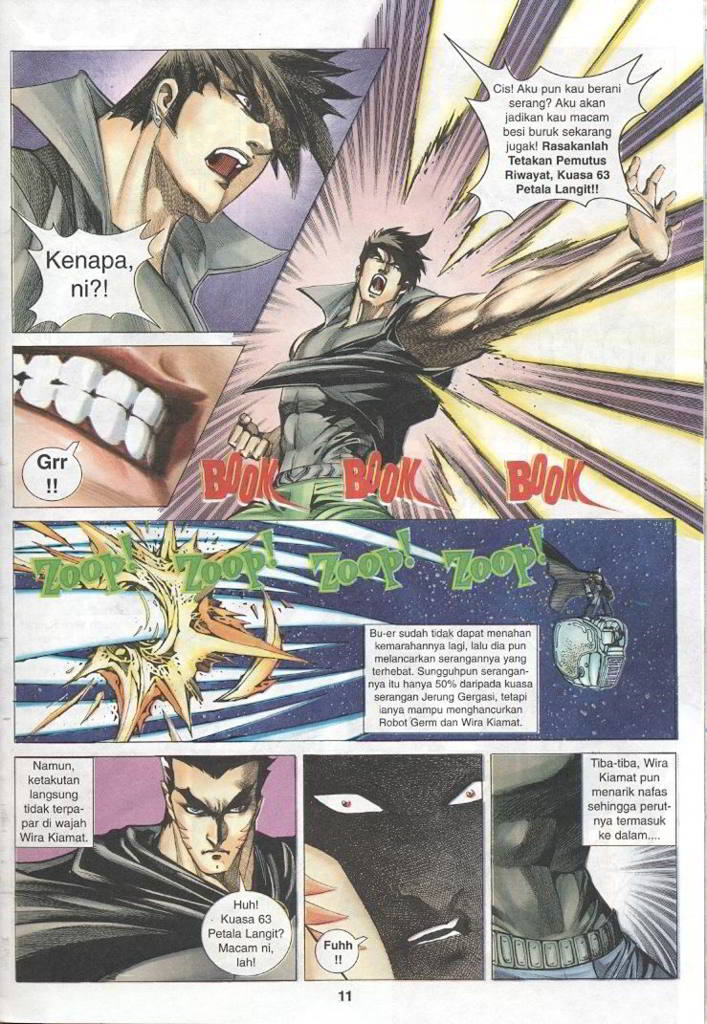 Kenapa,
ni?!
Cis! Aku pun kau berani
serang? Aku akan
jadikan kau macam
besi buruk sekarang
jugak! Rasakanlah
Tetakan Pemutus
Riwayat, Kuasa 63
Petala Langit!!
Grr
!!
BOOK BOOK BOOK
Zoop! Zoop! Zoop! Zoop!
Bu-er sudah tidak dapat menahan
kemarahannya lagi, lalu dia pun
melancarkan serangannya yang
terhebat. Sungguhpun serangan-
nya itu hanya 50% daripada kuasa
serangan Jerung Gergasi, tetapi
ianya mampu menghancurkan
Robot Germ dan Wira Kiamat.
Namun,
ketakutan
langsung
tidak terpa-
par di wajah
Wira Kiamat.
Huh!
Kuasa 63
Petala Langit?
Macam ni,
lah!
Fuhh
!!
Tiba-tiba, Wira
Kiamat pun
menarik nafas
sehingga perut-
nya termasuk
ke dalam....
11